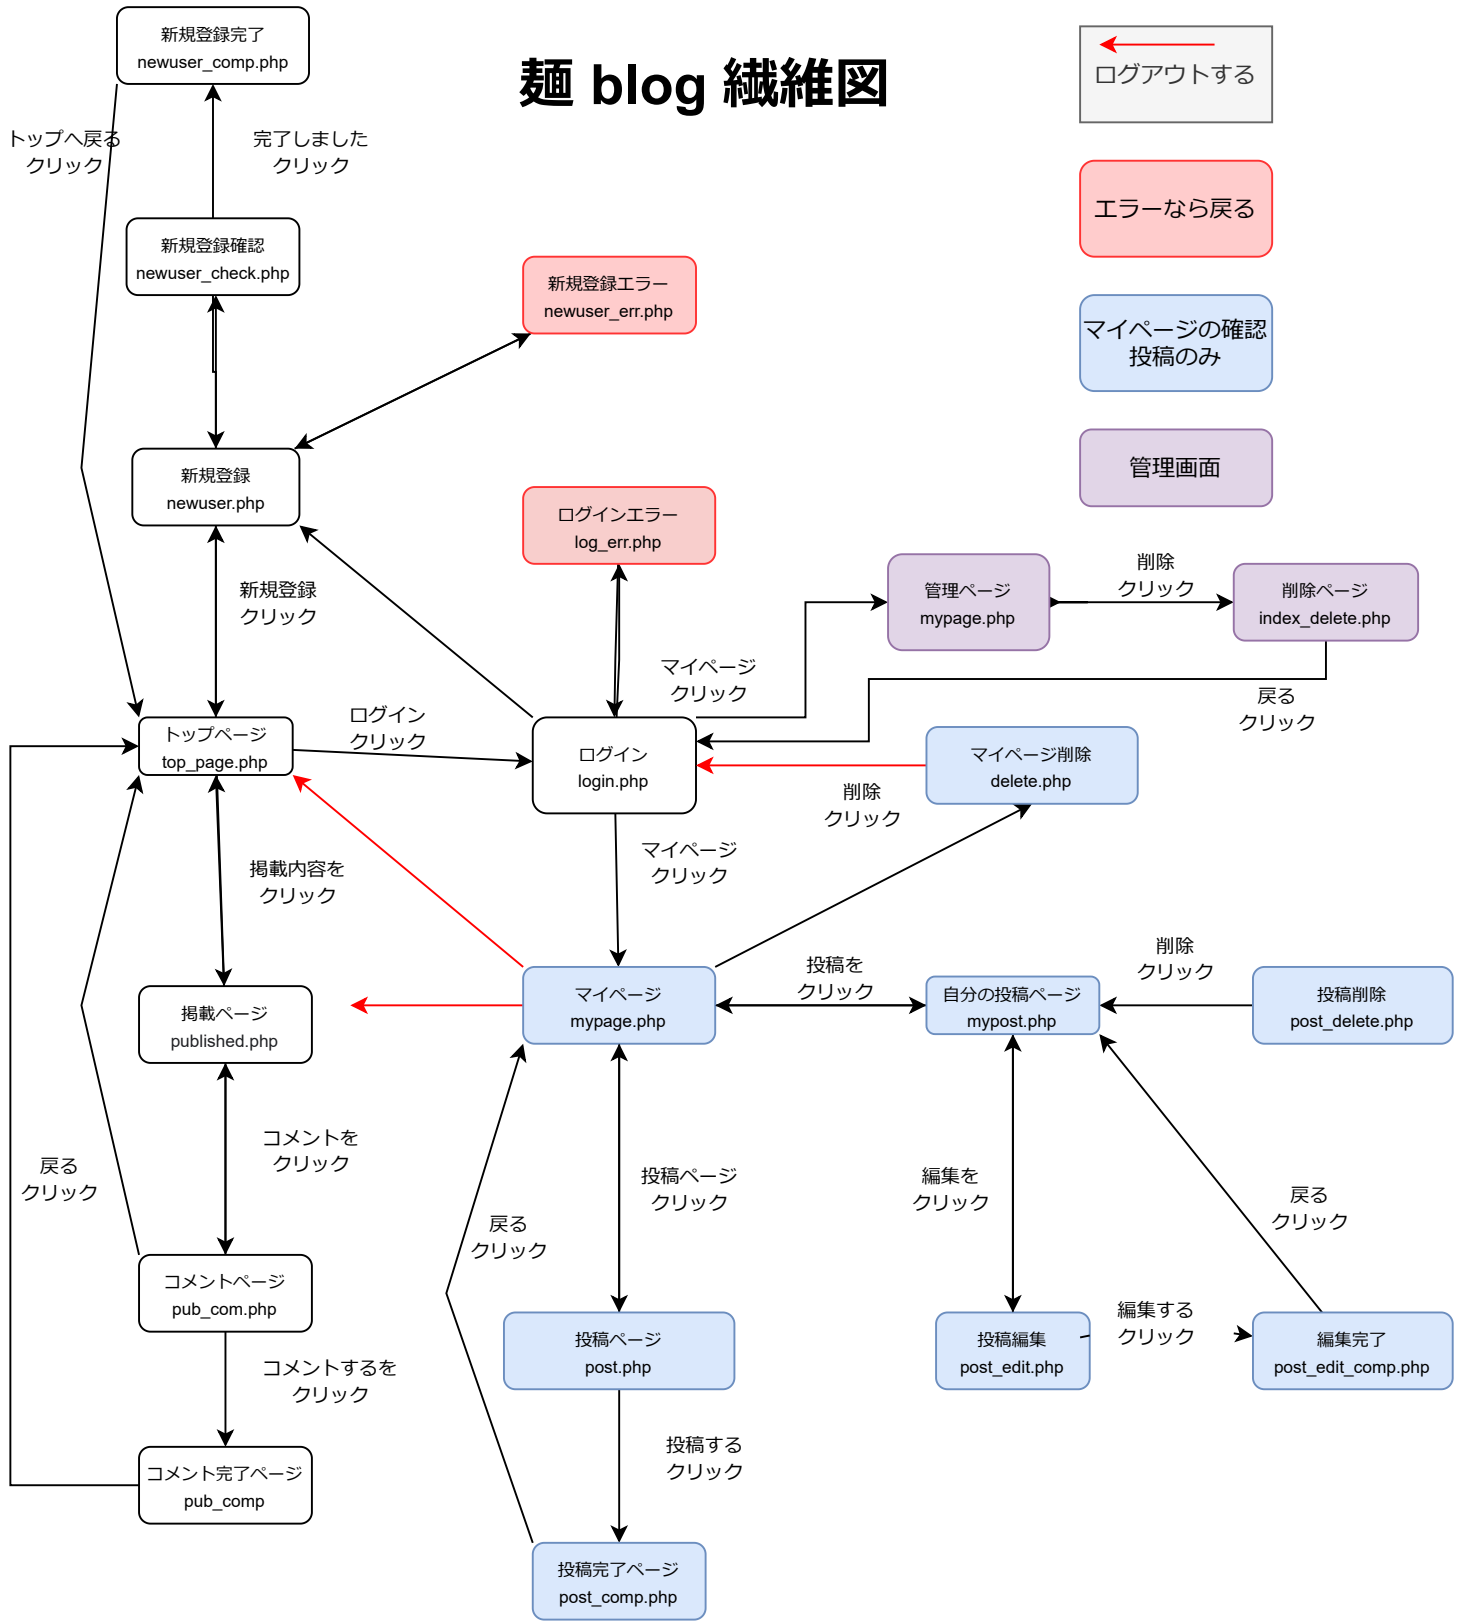 新規登録完了
newuser_comp.php
麺 blog 繊維図
ログアウトする
トップへ戻る
クリック
完了しました
クリック
エラーなら戻る
新規登録確認
newuser_check.php
新規登録エラー
newuser_err.php
マイページの確認
投稿のみ
管理画面
新規登録
newuser.php
ログインエラー
log_err.php
新規登録
クリック
管理ページ
mypage.php
削除
クリック
削除ページ
index_delete.php
マイページ
クリック
戻る
クリック
ログイン
クリック
トップページ
top_page.php
ログイン
login.php
マイページ削除
delete.php
削除
クリック
掲載内容を
クリック
マイページ
クリック
投稿を
クリック
削除
クリック
掲載ページ
published.php
マイページ
mypage.php
自分の投稿ページ
mypost.php
投稿削除
post_delete.php
コメントを
クリック
戻る
クリック
投稿ページ
クリック
戻る
クリック
編集を
クリック
戻る
クリック
コメントページ
pub_com.php
投稿ページ
post.php
投稿編集
post_edit.php
編集する
クリック
編集完了
post_edit_comp.php
コメントするを
クリック
投稿する
クリック
コメント完了ページ
pub_comp
投稿完了ページ
post_comp.php